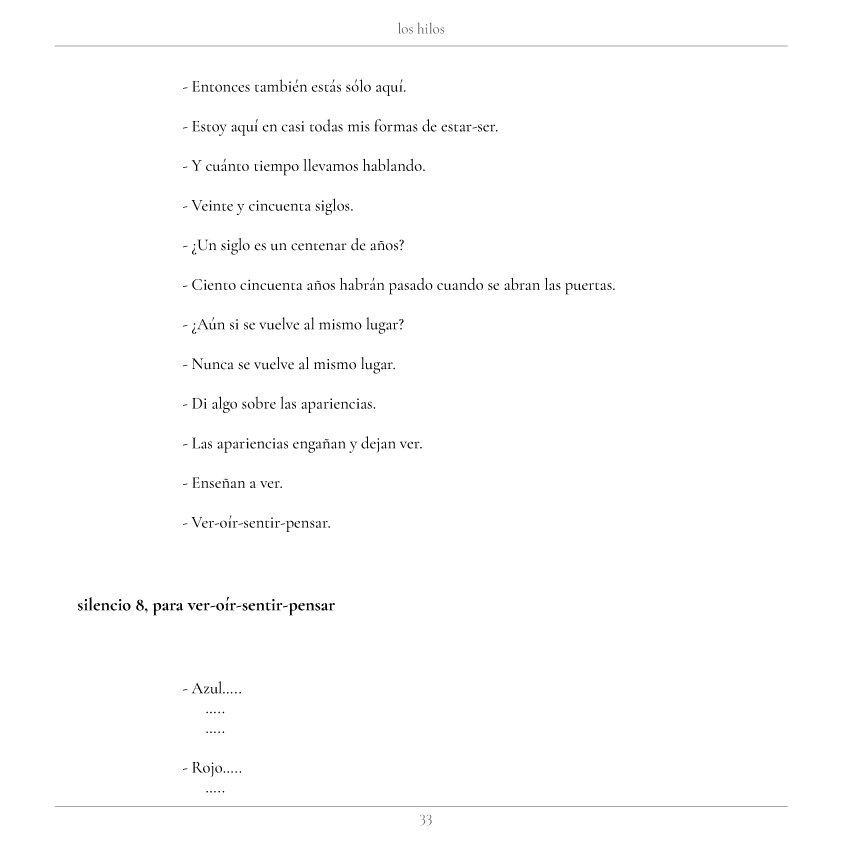 los hilos
- Entonces también estás sólo aquí.
- Estoy aquí en casi todas mis formas de estar-ser.
- Y cuánto tiempo llevamos hablando.
- Veinte y cincuenta siglos.
- ¿Un siglo es un centenar de años?
- Ciento cincuenta años habrán pasado cuando se abran las puertas.
- ¿Aún si se vuelve al mismo lugar?
- Nunca se vuelve al mismo lugar.
- Di algo sobre las apariencias.
- Las apariencias engañan y dejan ver.
- Enseñan a ver.
- Ver-oír-sentir-pensar.
silencio 8, para ver-oír-sentir-pensar
- Azul.....
.....
.....
- Rojo.....
.....
33